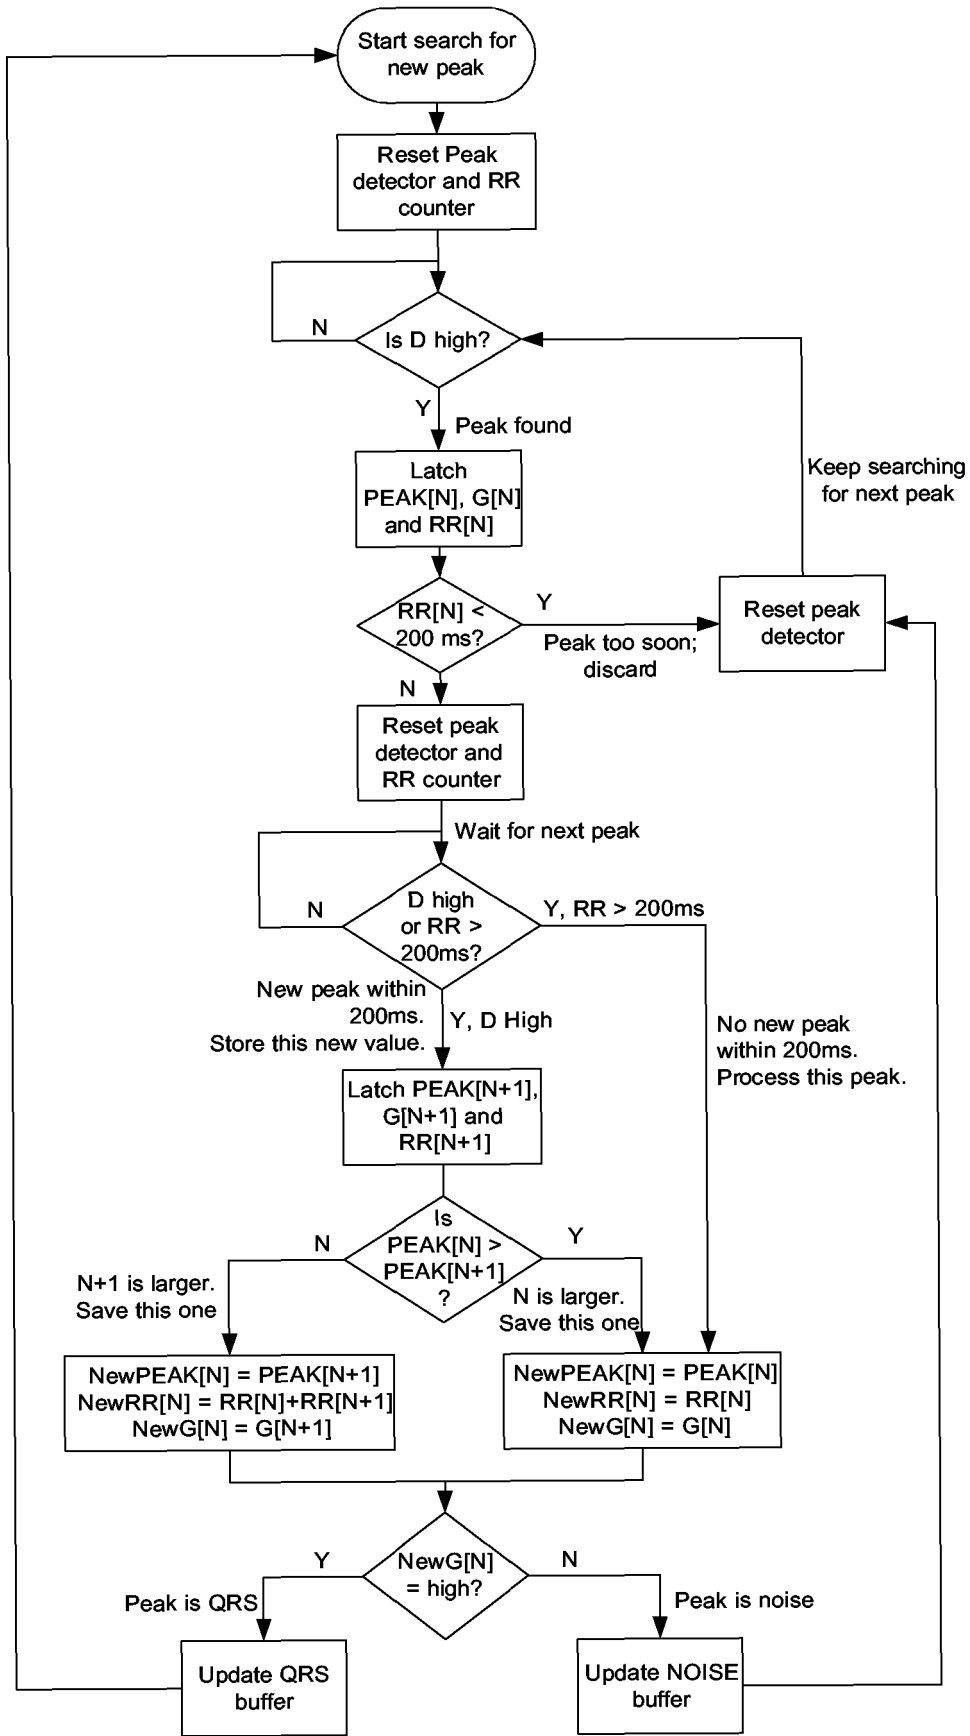 Start search for
new peak
Reset Peak
detector and RR
counter
N
Is D high?
Y
Peak found
Keep searching
for next peak
Latch
PEAK[N], G[N]
and RR[N]
RR[N] <
200 ms?
Y
Peak too soon;
discard
Reset peak
detector
N
Reset peak
detector and
RR counter
Wait for next peak
N
D high
or RR >
200ms?
Y, RR > 200ms
New peak within
200ms.
Store this new value.
Y, D High
No new peak
within 200ms.
Process this peak.
Latch PEAK[N+1],
G[N+1] and
RR[N+1]
N
Is
PEAK[N] >
PEAK[N+1]
?
Y
N+1 is larger.
Save this one
N is larger.
Save this one
NewPEAK[N] = PEAK[N+1]
NewRR[N] = RR[N]+RR[N+1]
NewG[N] = G[N+1]
NewPEAK[N] = PEAK[N]
NewRR[N] = RR[N]
NewG[N] = G[N]
Y
NewG[N]
= high?
N
Peak is QRS
Peak is noise
Update QRS
buffer
Update NOISE
buffer